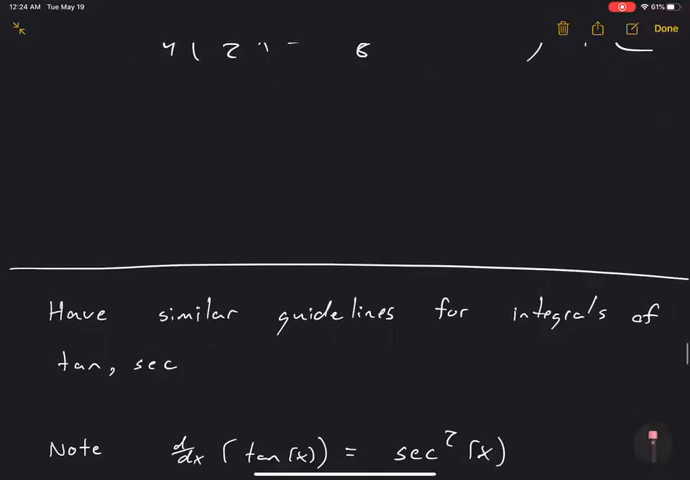 12:24 AM Tue May 19
61%
Done
Have similar guidelines for integrals of
tan, sec
Note d/dx (tan(x)) = sec²(x)